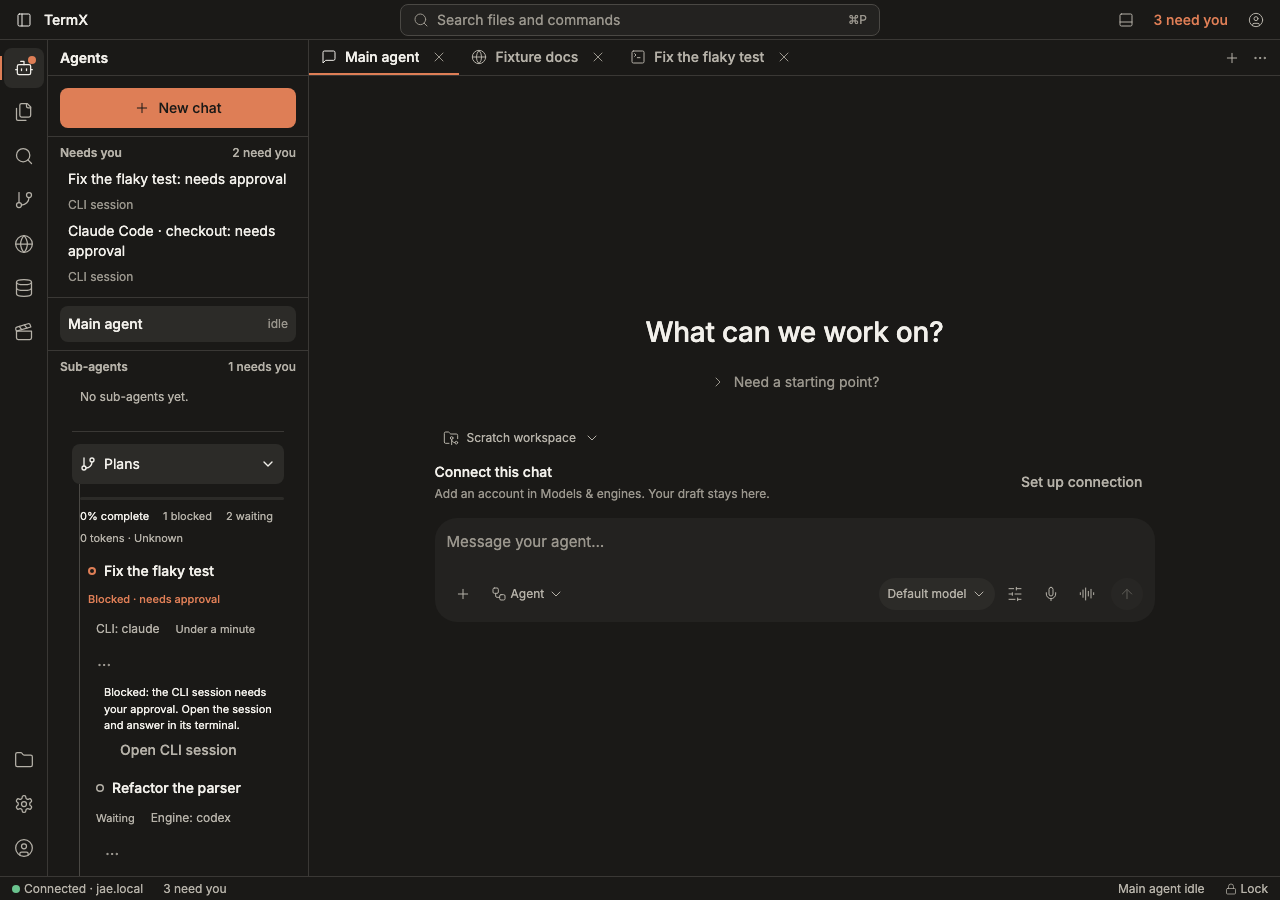 TermX
Search files and commands
⌘P
3 need you
Agents
Main agent
Fixture docs
Fix the flaky test
New chat
Needs you
2 need you
Fix the flaky test: needs approval
CLI session
Claude Code · checkout: needs
approval
CLI session
Main agent
idle
Sub-agents
1 needs you
No sub-agents yet.
Plans
0% complete
1 blocked
2 waiting
0 tokens · Unknown
Fix the flaky test
Blocked · needs approval
CLI: claude
Under a minute
...
Blocked: the CLI session needs
your approval. Open the session
and answer in its terminal.
Open CLI session
Refactor the parser
Waiting
Engine: codex
...
What can we work on?
Need a starting point?
Scratch workspace
Connect this chat
Add an account in Models & engines. Your draft stays here.
Set up connection
Message your agent...
Agent
Default model
Connected · jae.local
3 need you
Main agent idle
Lock